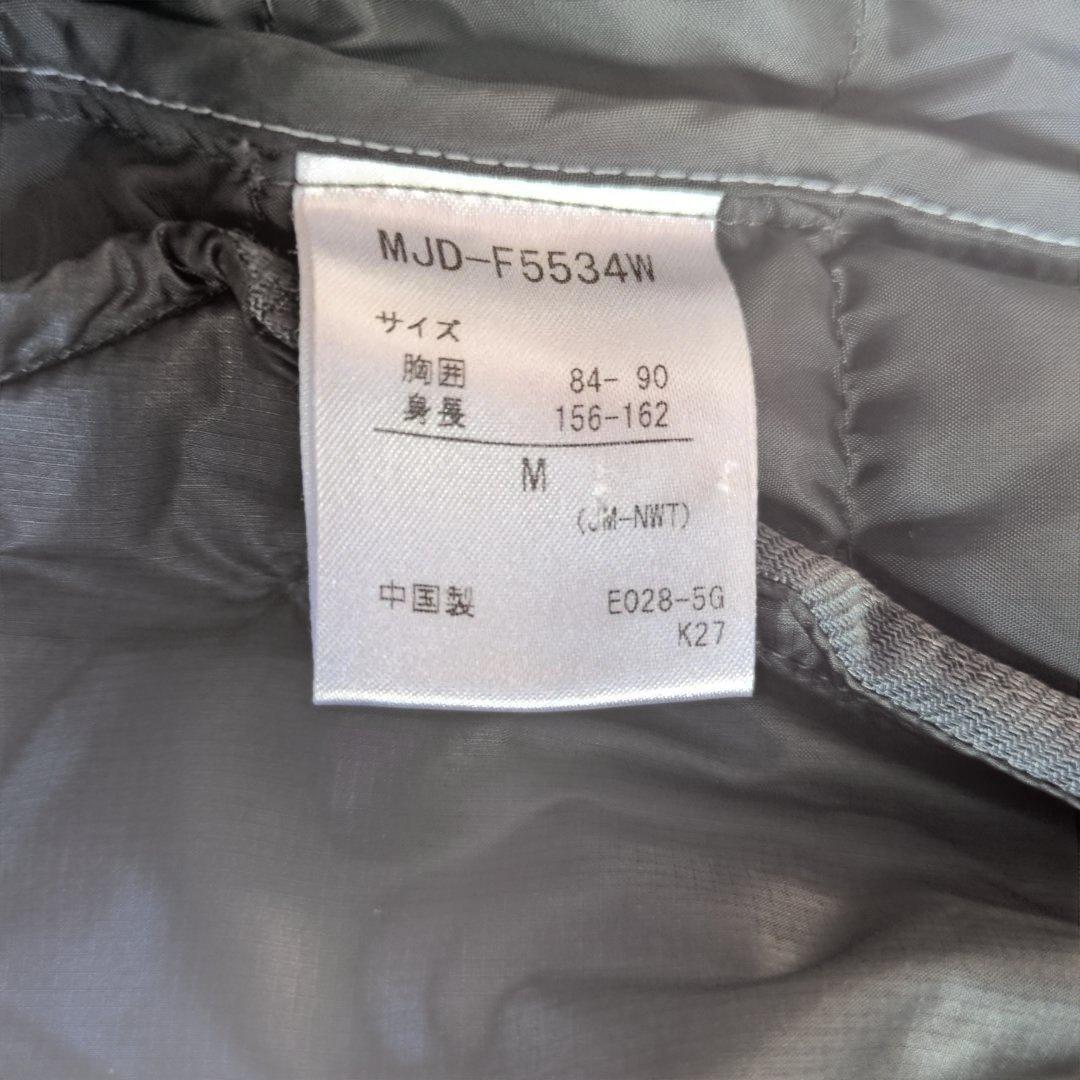 MJD-F5534W
サイズ
胸囲 84- 90
身長 156-162
M
(JM-NWT)
中国製 E028-5G
K27